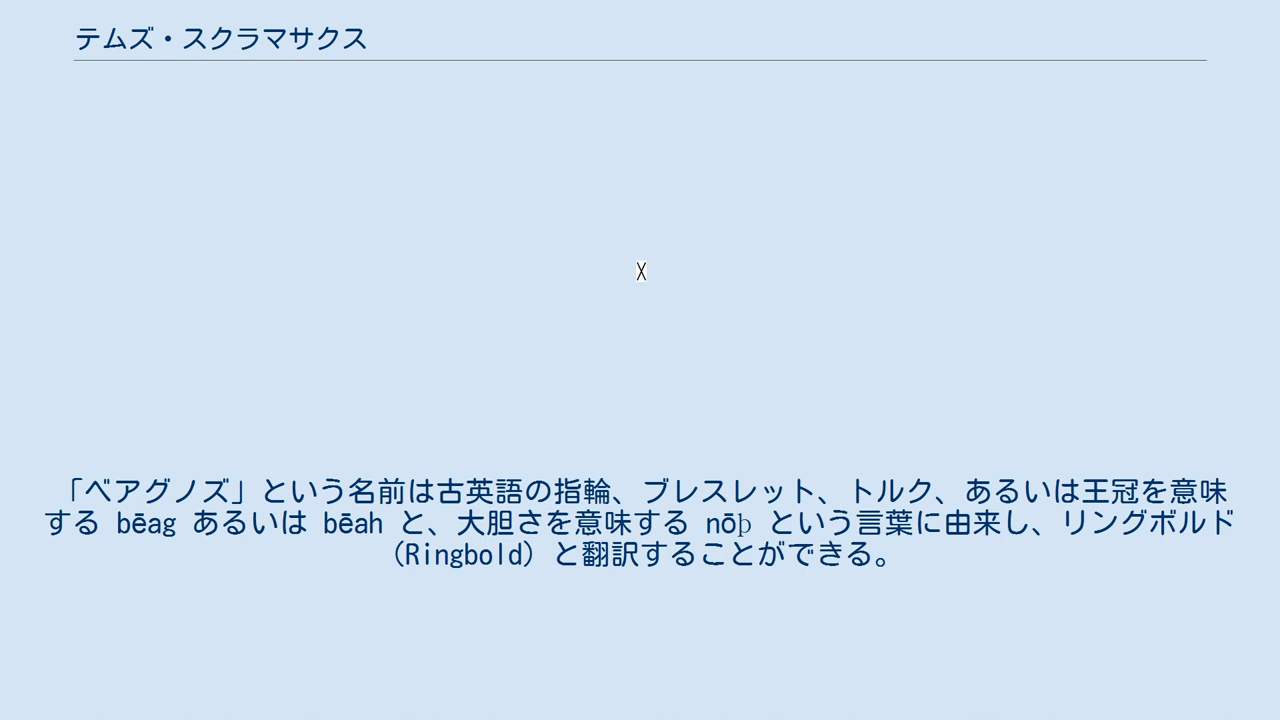 テムズ・スクラマサクス
ᚷ
「ベアグノズ」という名前は古英語の指輪、ブレスレット、トルク、あるいは王冠を意味
する bēag あるいは bēah と、大胆さを意味する nōþ という言葉に由来し、リングボルド
（Ringbold）と翻訳することができる。